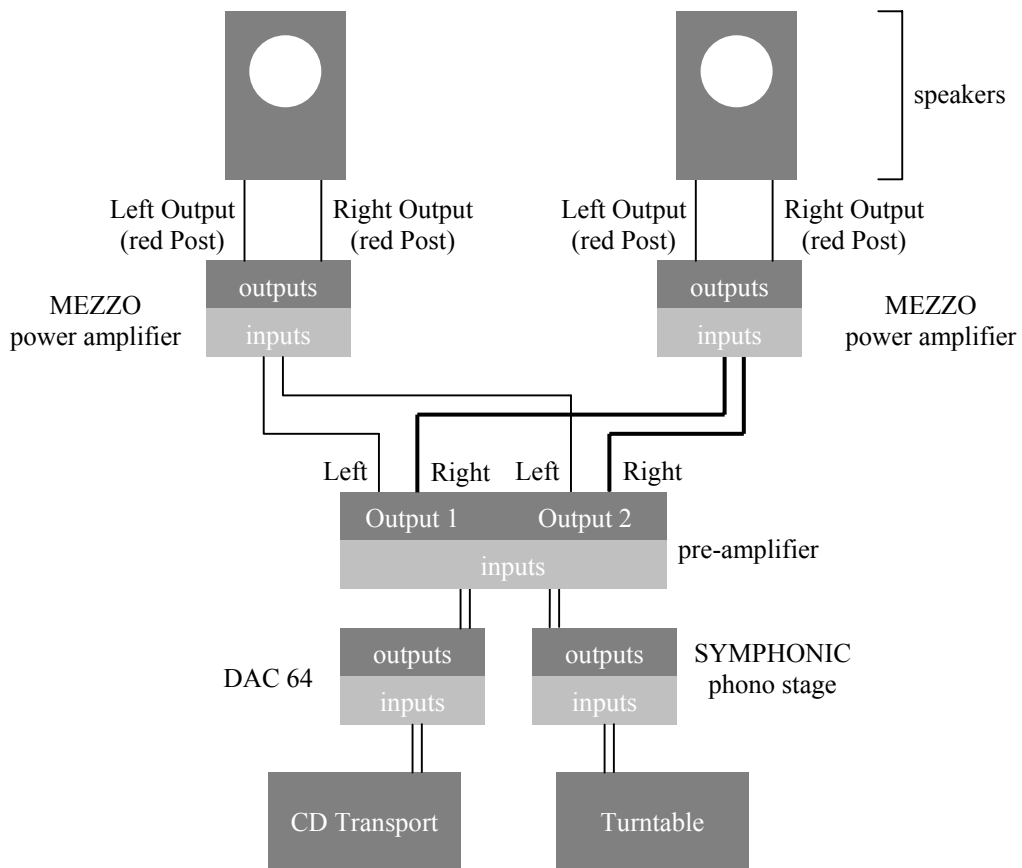 speakers
Left Output
(red Post)
Right Output
(red Post)
Left Output
(red Post)
Right Output
(red Post)
MEZZO
power amplifier
outputs
inputs
outputs
inputs
MEZZO
power amplifier
Left
Right
Left
Right
Output 1
Output 2
inputs
pre-amplifier
DAC 64
outputs
inputs
outputs
inputs
SYMPHONIC
phono stage
CD Transport
Turntable